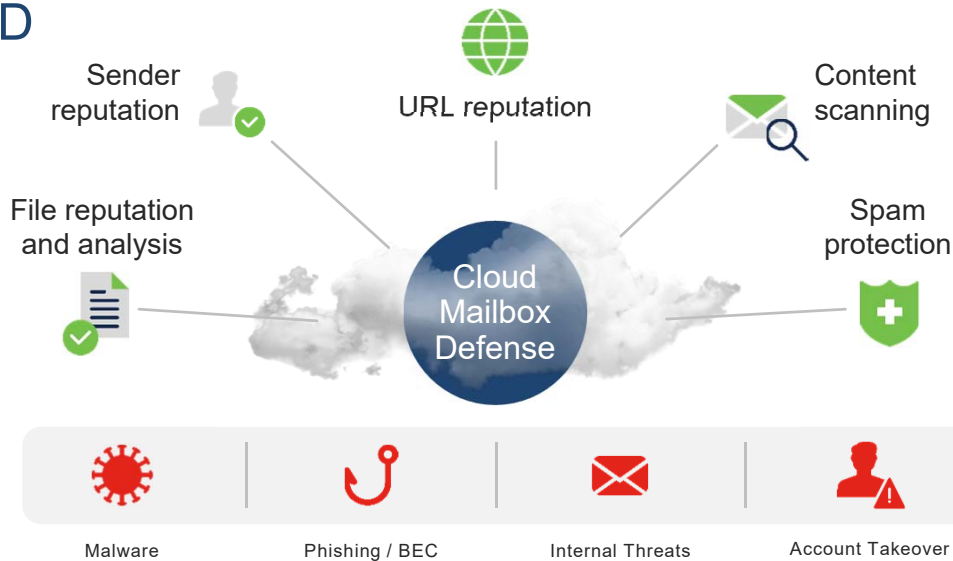 D
Sender
reputation
URL reputation
Content
scanning
File reputation
and analysis
Spam
protection
Cloud
Mailbox
Defense
Malware
Phishing / BEC
Internal Threats
Account Takeover